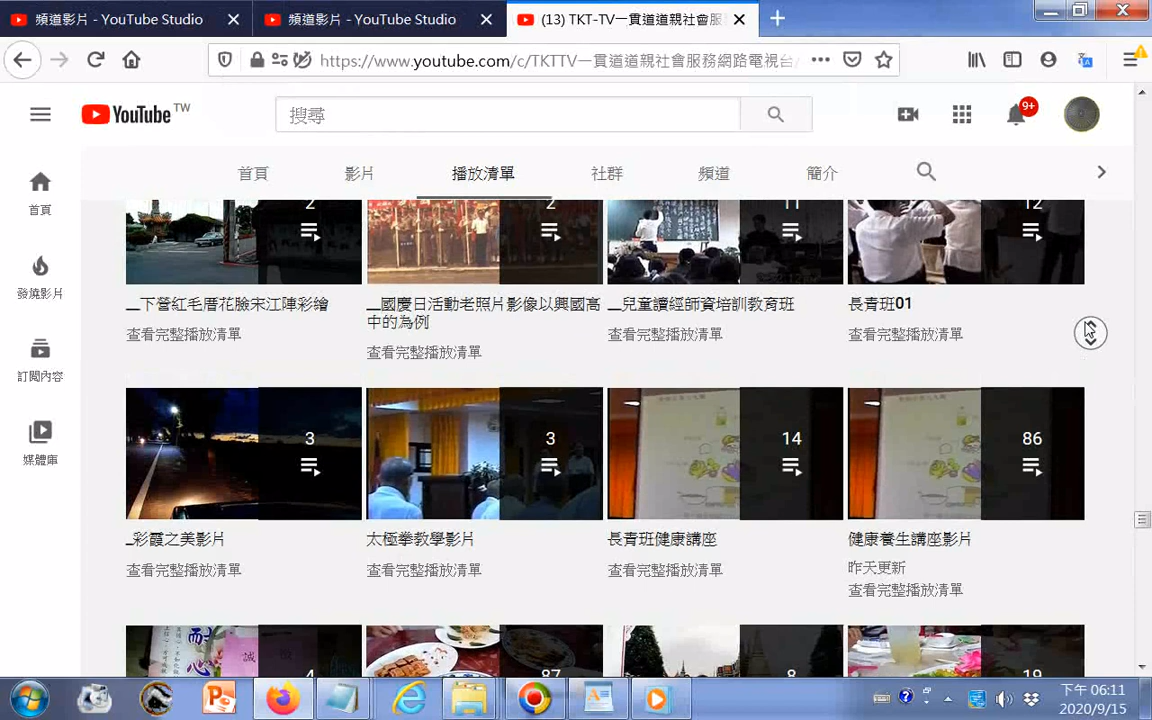 頻道影片 - YouTube Studio
頻道影片 - YouTube Studio
(13) TKT-TV一貫道道親社會服
https://www.youtube.com/c/TKTTV一貫道道親社會服務網路電視台/
YouTube TW
搜尋
9+
首頁
影片
播放清單
社群
頻道
簡介
首頁
發燒影片
訂閱內容
媒體庫
2
2
11
12
__下營紅毛厝花臉宋江陣彩繪
查看完整播放清單
__國慶日活動老照片影像以興國高
中的為例
查看完整播放清單
__兒童讀經師資培訓教育班
查看完整播放清單
長青班01
查看完整播放清單
3
3
14
86
_彩霞之美影片
查看完整播放清單
太極拳教學影片
查看完整播放清單
長青班健康講座
查看完整播放清單
健康養生講座影片
昨天更新
查看完整播放清單
耐心
誠
4
87
8
19
下午 06:11
2020/9/15